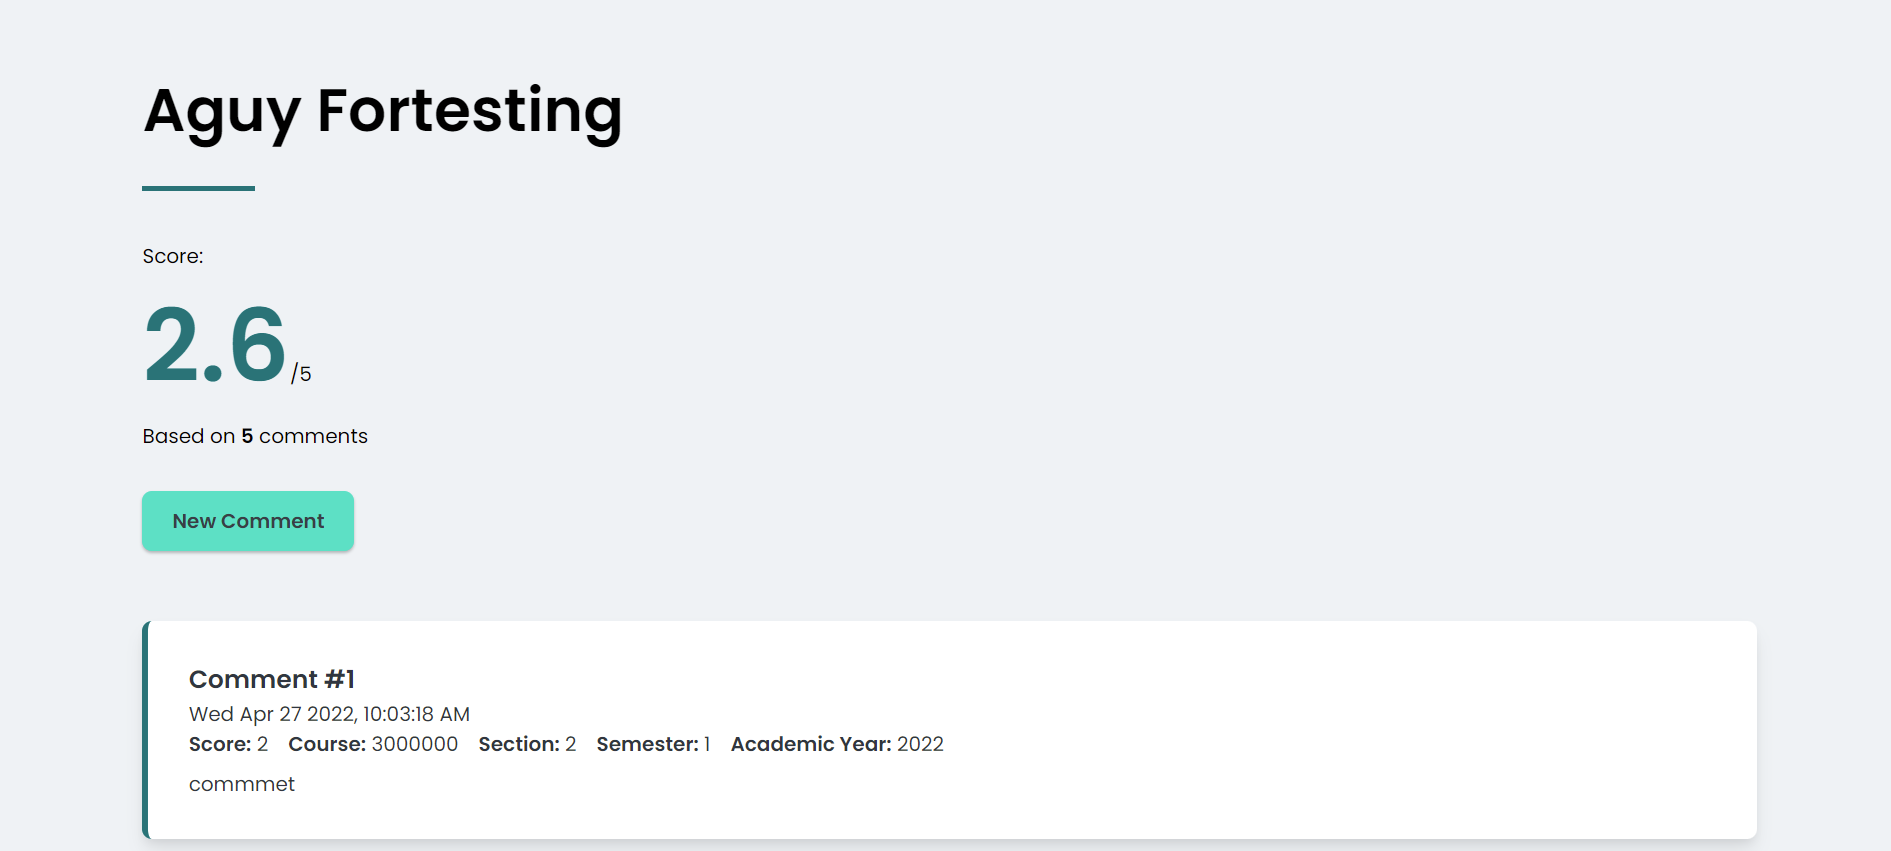 Aguy Fortesting
Score:
2.6/5
Based on 5 comments
New Comment
Comment #1
Wed Apr 27 2022, 10:03:18 AM
Score: 2 Course: 3000000 Section: 2 Semester: 1 Academic Year: 2022
commmet